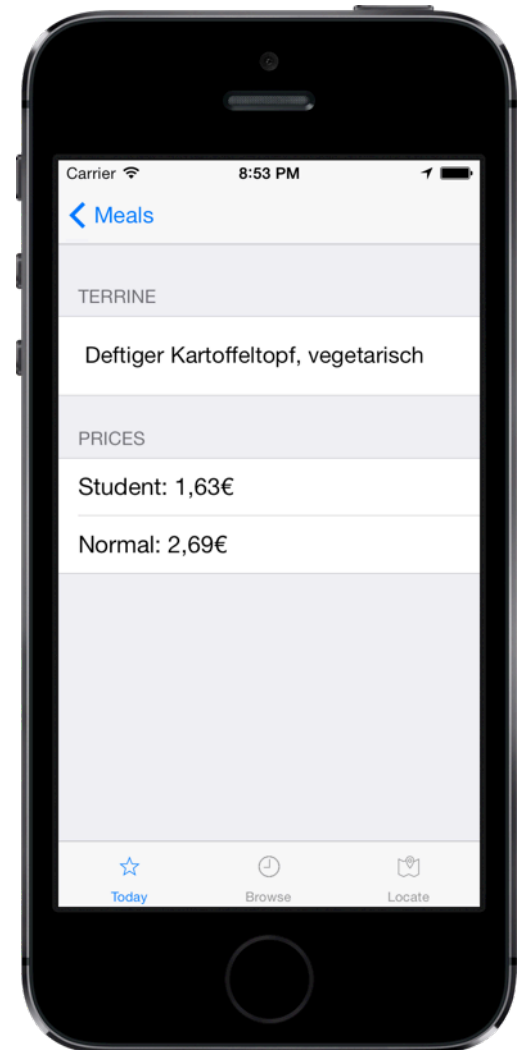 Carrier 8:53 PM
Meals
TERRINE
Deftiger Kartoffeltopf, vegetarisch
PRICES
Student: 1,63€
Normal: 2,69€
Today Browse Locate